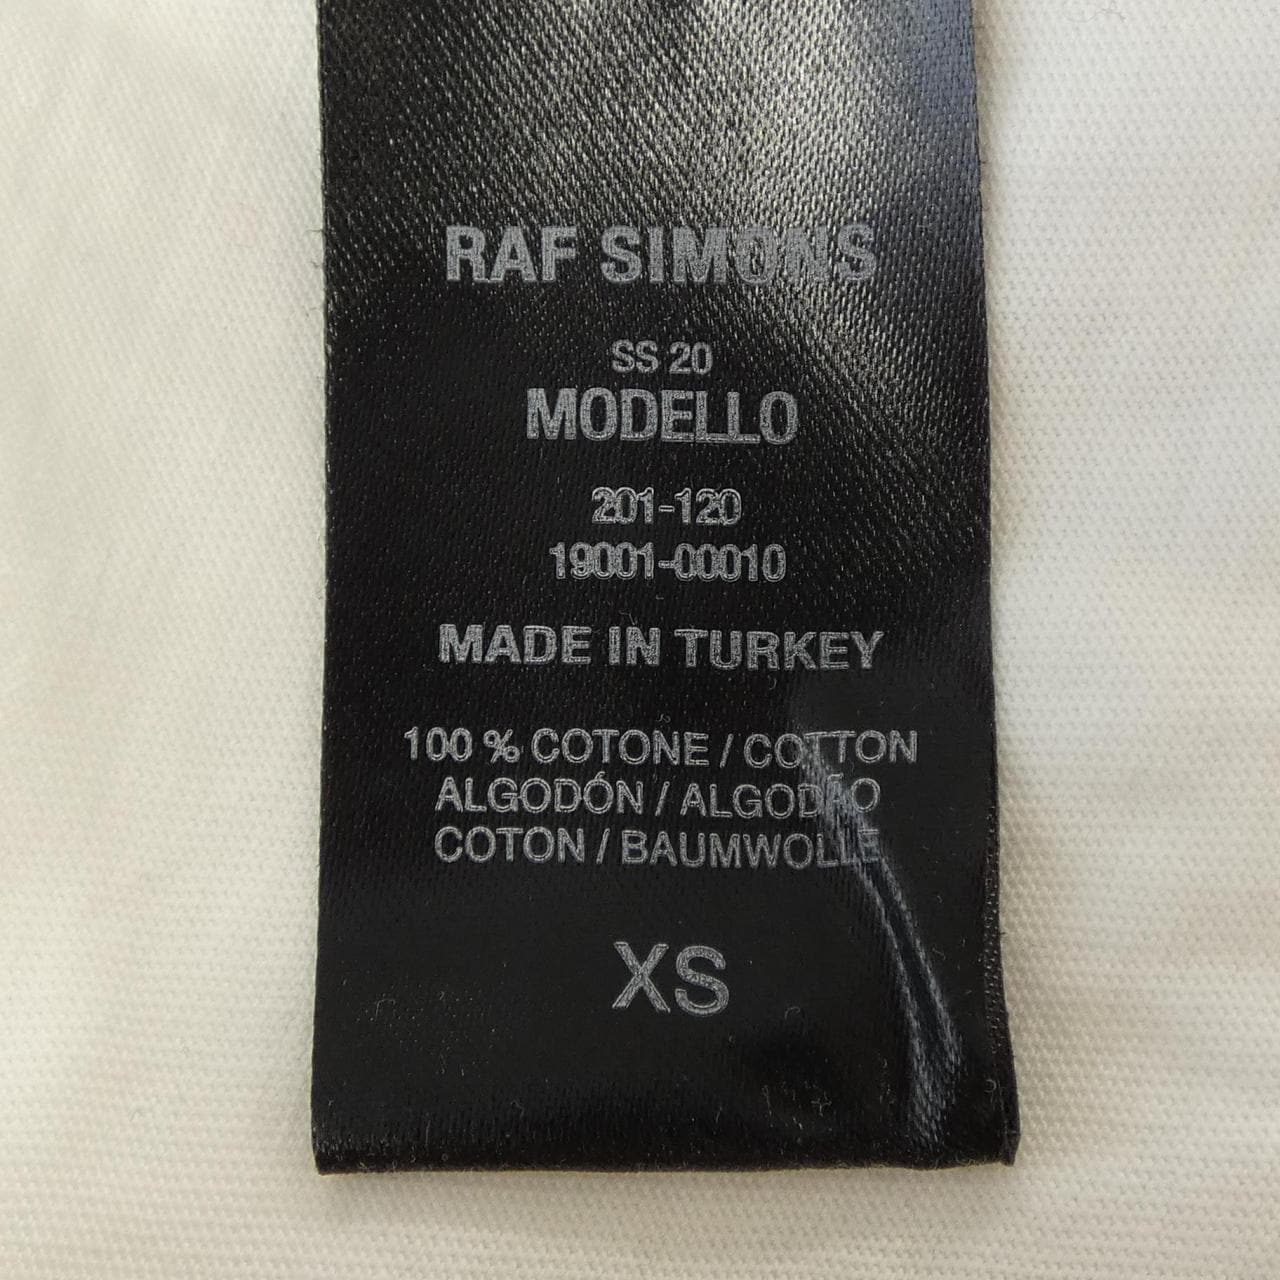 RAF SIMONS
SS 20
MODELLO
201-120
19001-00010
MADE IN TURKEY
100 % COTONE / COTTON
ALGODÓN / ALGODÃO
COTON / BAUMWOLLE
XS